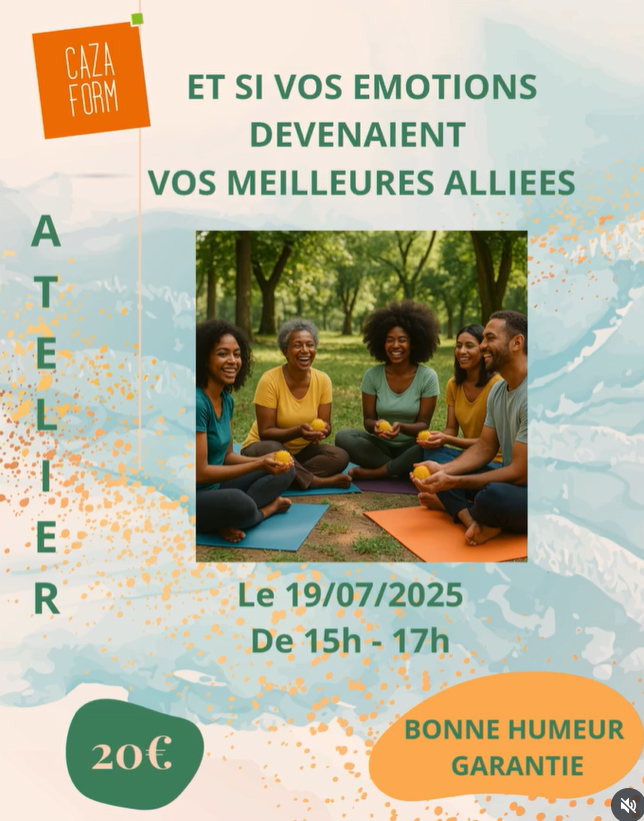 CAZA
FORM
ET SI VOS EMOTIONS
DEVENAIENT
VOS MEILLEURES ALLIEES
ATELIER
Le 19/07/2025
De 15h - 17h
20€
BONNE HUMEUR
GARANTIE